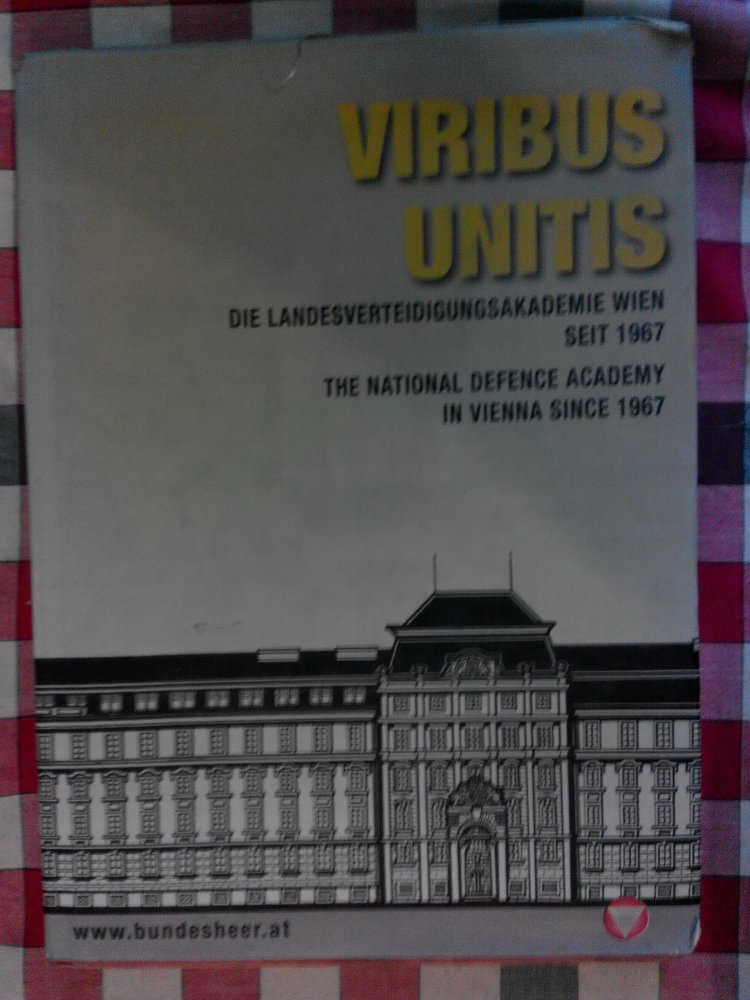 VIRIBUS
UNITIS
DIE LANDESVERTEIDIGUNGSAKADEMIE WIEN
SEIT 1967
THE NATIONAL DEFENCE ACADEMY
IN VIENNA SINCE 1967
www.bundesheer.at